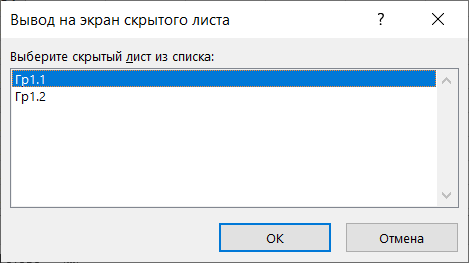 Вывод на экран скрытого листа
?
Выберите скрытый лист из списка:
Гр1.1
Гр1.2
ОК
Отмена